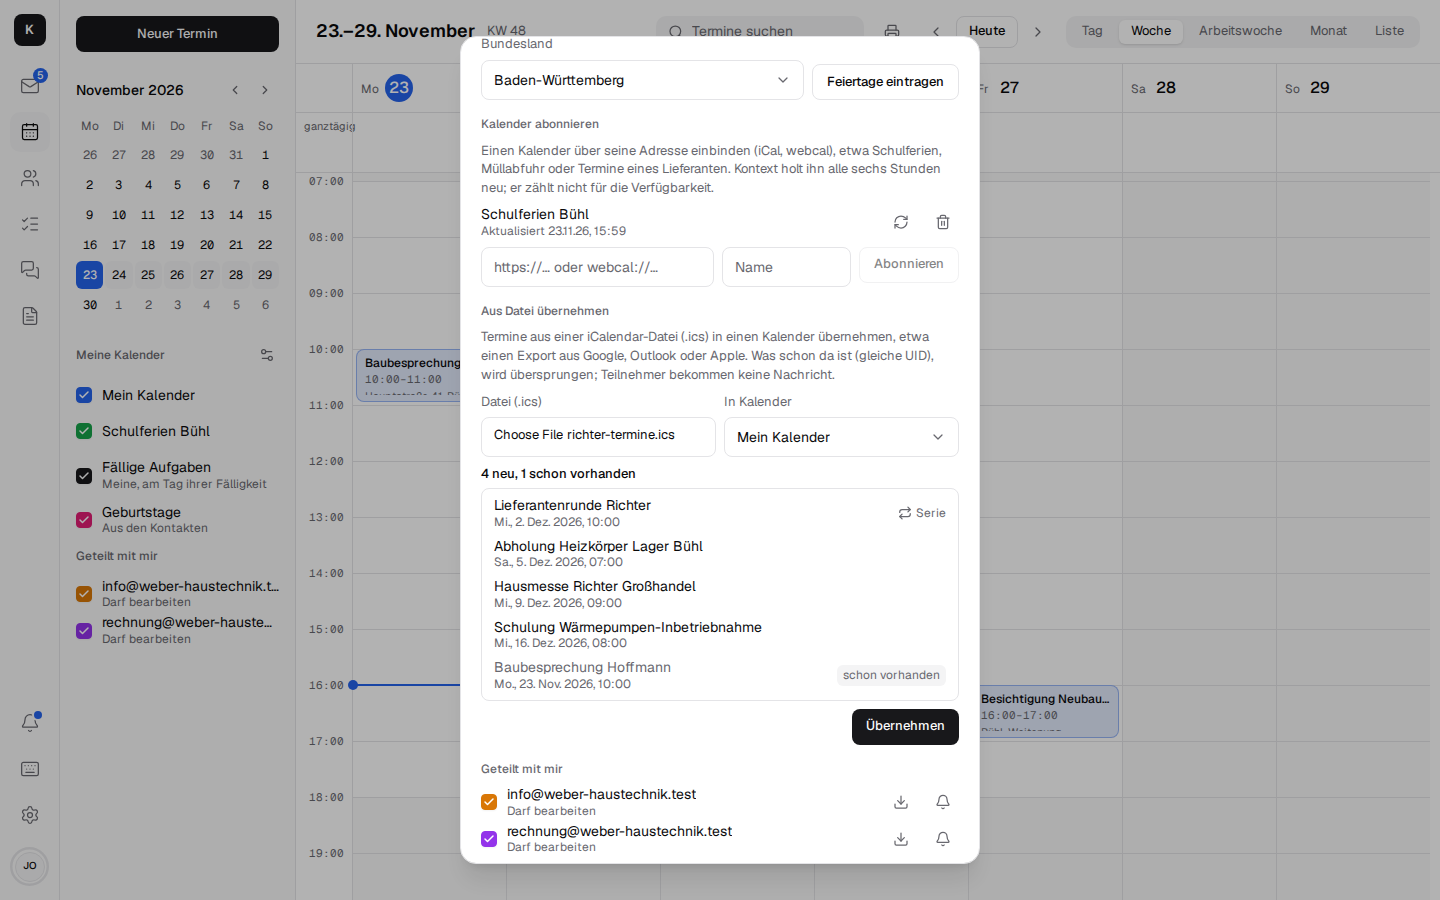 K
5
JO
Neuer Termin
November 2026
Mo Di Mi Do Fr Sa So
26 27 28 29 30 31 1
2 3 4 5 6 7 8
9 10 11 12 13 14 15
16 17 18 19 20 21 22
23 24 25 26 27 28 29
30 1 2 3 4 5 6
Meine Kalender
Mein Kalender
Schulferien Bühl
Fällige Aufgaben
Meine, am Tag ihrer Fälligkeit
Geburtstage
Aus den Kontakten
Geteilt mit mir
info@weber-haustechnik.t…
Darf bearbeiten
rechnung@weber-hauste…
Darf bearbeiten
23.–29. November KW 48
Termine suchen
Heute
Tag Woche Arbeitswoche Monat Liste
Mo 23
Fr 27
Sa 28
So 29
ganztägig
07:00
08:00
09:00
10:00
11:00
12:00
13:00
14:00
15:00
16:00
17:00
18:00
19:00
Baubesprechung
10:00–11:00
Besichtigung Neubau…
16:00–17:00
Bundesland
Baden-Württemberg
Feiertage eintragen
Kalender abonnieren
Einen Kalender über seine Adresse einbinden (iCal, webcal), etwa Schulferien,
Müllabfuhr oder Termine eines Lieferanten. Kontext holt ihn alle sechs Stunden
neu; er zählt nicht für die Verfügbarkeit.
Schulferien Bühl
Aktualisiert 23.11.26, 15:59
https://… oder webcal://…
Name
Abonnieren
Aus Datei übernehmen
Termine aus einer iCalendar-Datei (.ics) in einen Kalender übernehmen, etwa
einen Export aus Google, Outlook oder Apple. Was schon da ist (gleiche UID),
wird übersprungen; Teilnehmer bekommen keine Nachricht.
Datei (.ics)
In Kalender
Choose File richter-termine.ics
Mein Kalender
4 neu, 1 schon vorhanden
Lieferantenrunde Richter
Mi., 2. Dez. 2026, 10:00
Serie
Abholung Heizkörper Lager Bühl
Sa., 5. Dez. 2026, 07:00
Hausmesse Richter Großhandel
Mi., 9. Dez. 2026, 09:00
Schulung Wärmepumpen-Inbetriebnahme
Mi., 16. Dez. 2026, 08:00
Baubesprechung Hoffmann
Mo., 23. Nov. 2026, 10:00
schon vorhanden
Übernehmen
Geteilt mit mir
info@weber-haustechnik.test
Darf bearbeiten
rechnung@weber-haustechnik.test
Darf bearbeiten